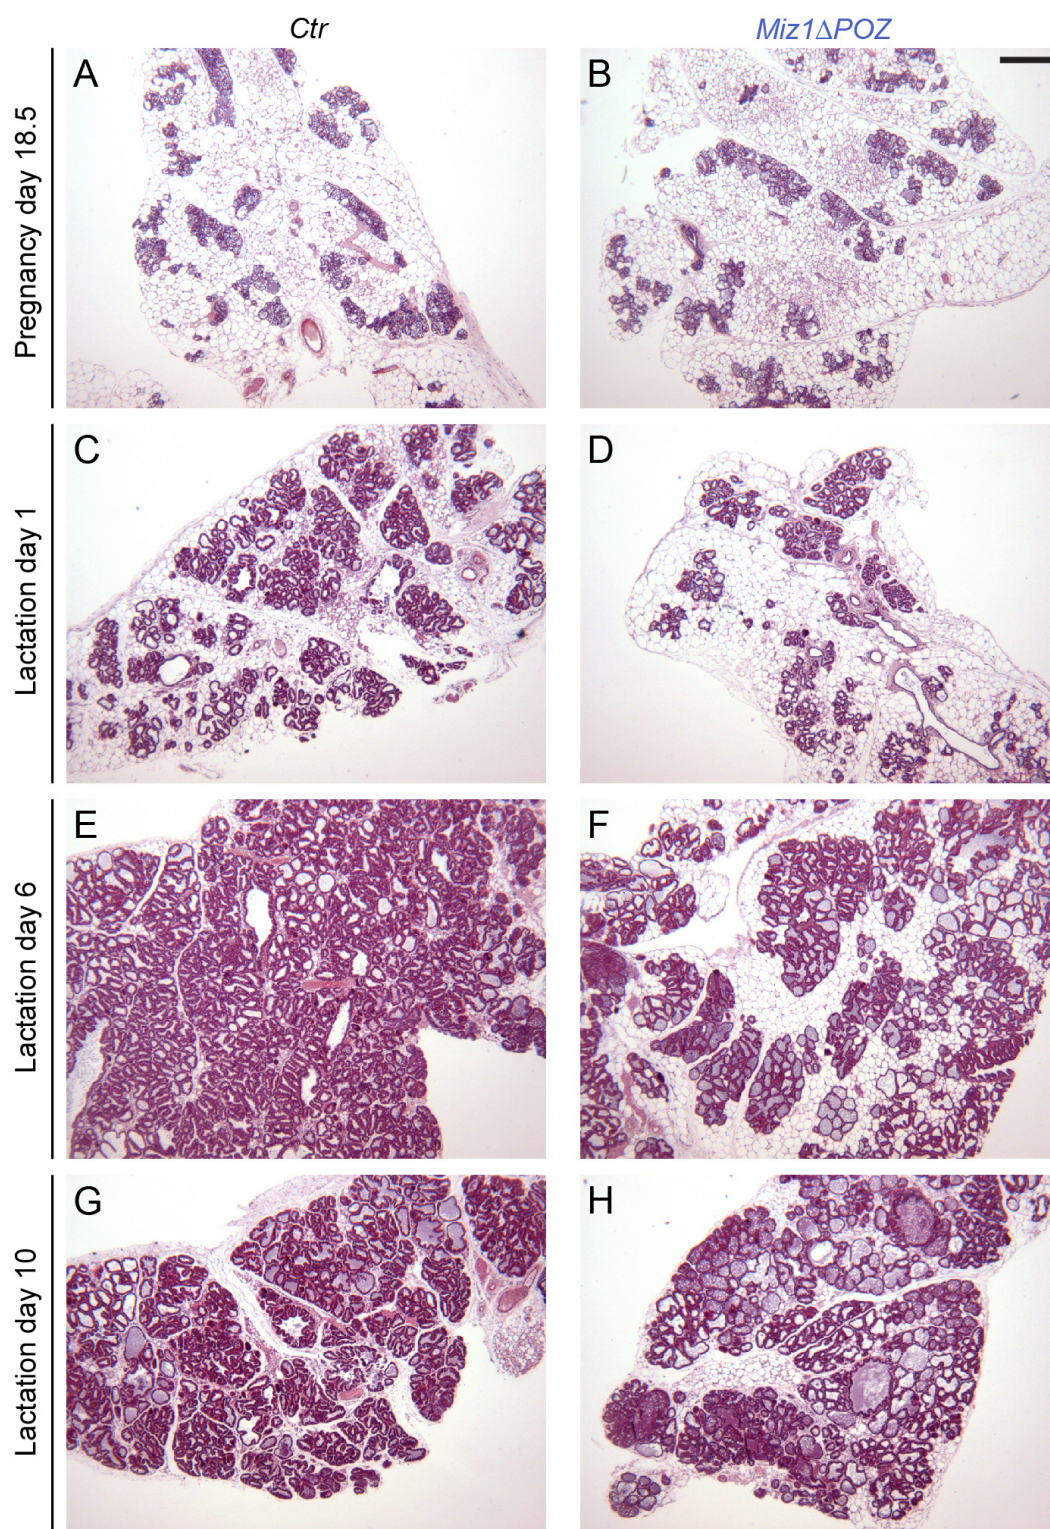 Ctr
Miz1ΔPOZ
Pregnancy day 18.5
A
B
Lactation day 1
C
D
Lactation day 6
E
F
Lactation day 10
G
H